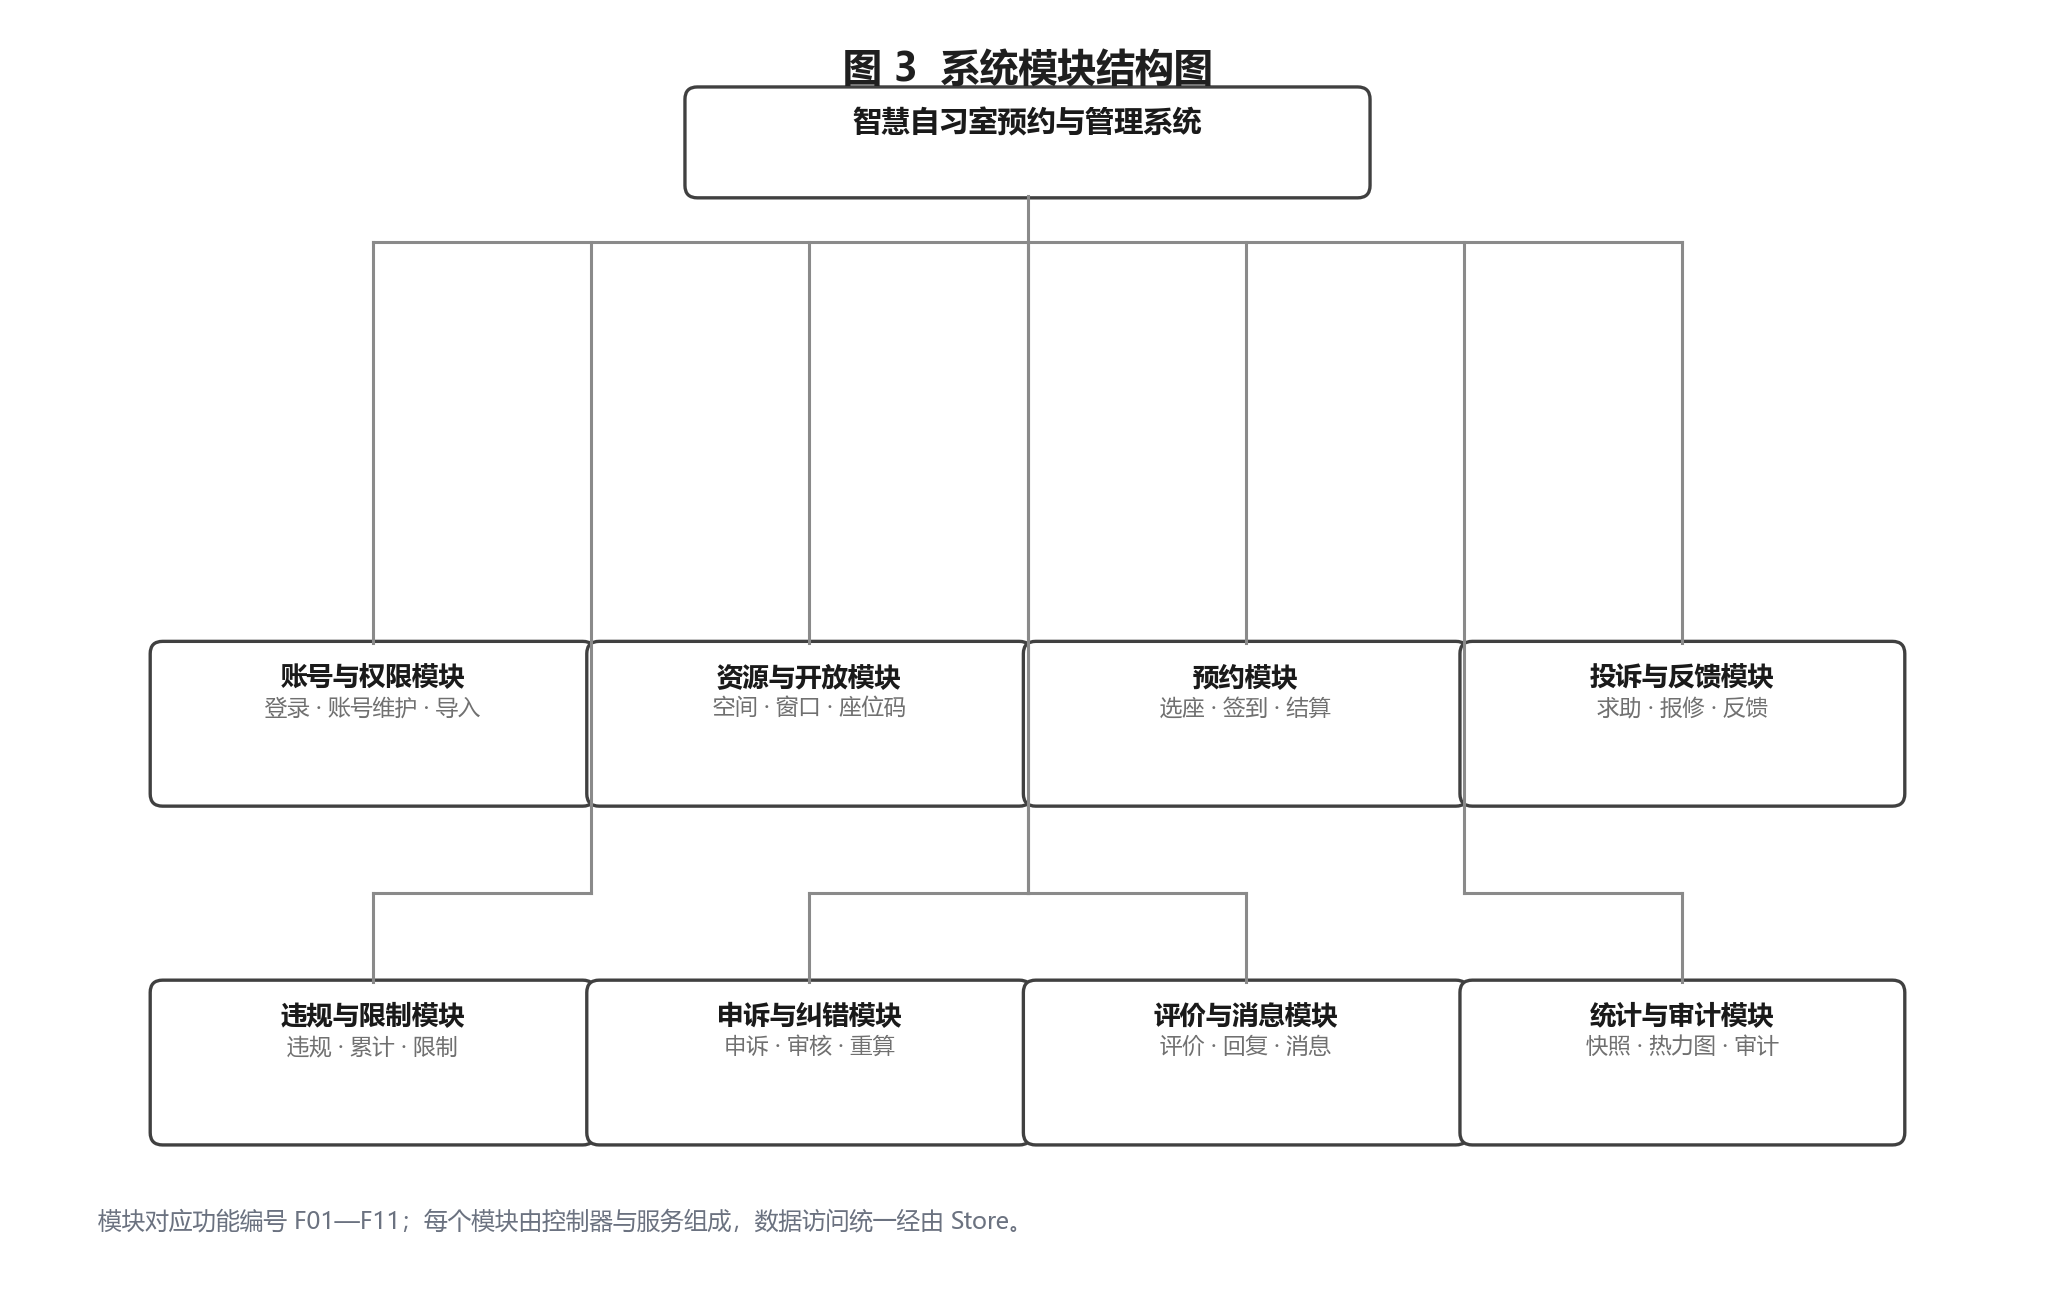 图 3 系统模块结构图
智慧自习室预约与管理系统
账号与权限模块
登录 · 账号维护 · 导入
资源与开放模块
空间 · 窗口 · 座位码
预约模块
选座 · 签到 · 结算
投诉与反馈模块
求助 · 报修 · 反馈
违规与限制模块
违规 · 累计 · 限制
申诉与纠错模块
申诉 · 审核 · 重算
评价与消息模块
评价 · 回复 · 消息
统计与审计模块
快照 · 热力图 · 审计
模块对应功能编号 F01—F11；每个模块由控制器与服务组成，数据访问统一经由 Store。